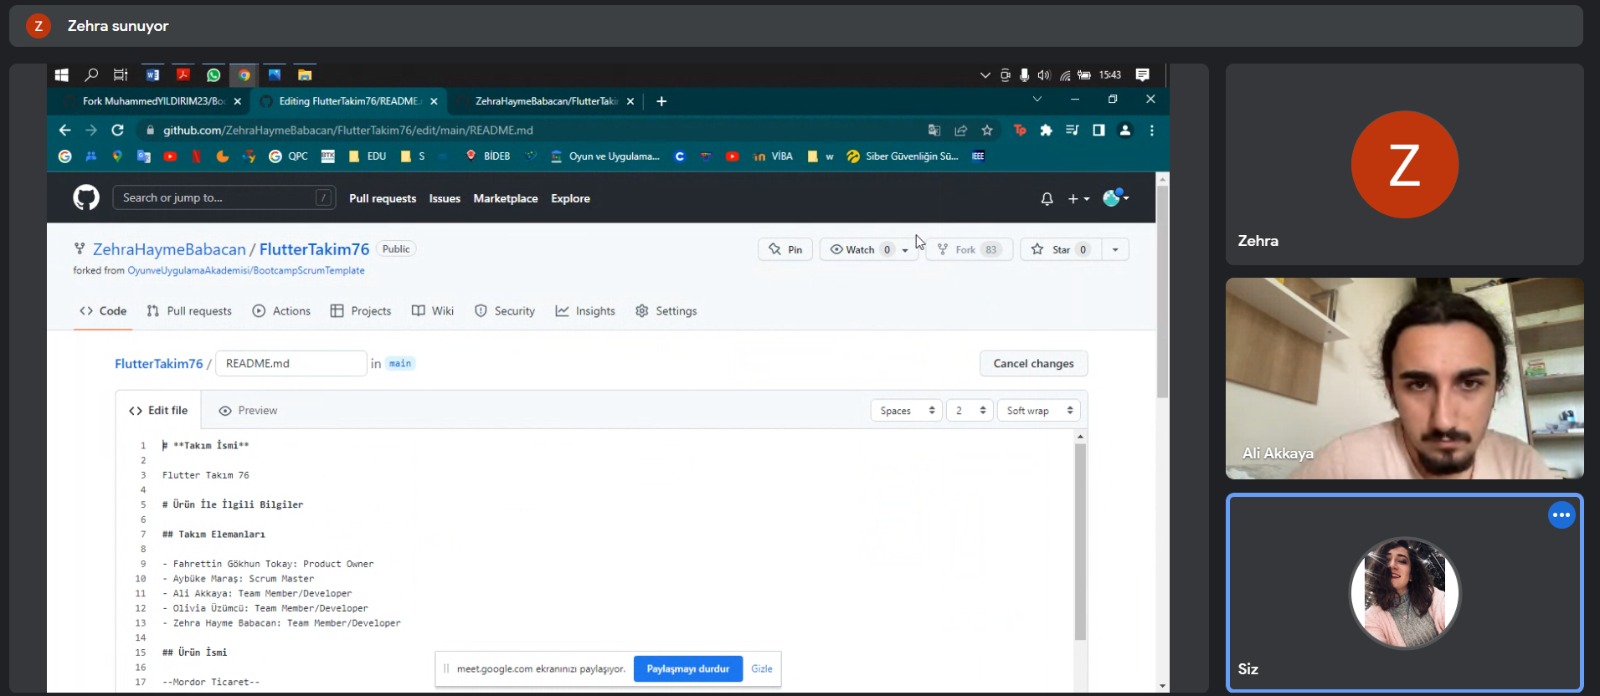 Z Zehra sunuyor
15:43
Fork MuhammedYILDIRIM23/Bo
Editing FlutterTakim76/README.
ZehraHaymeBabacan/FlutterTaki
github.com/ZehraHaymeBabacan/FlutterTakim76/edit/main/README.md
QPC EDU S BİDEB Oyun ve Uygulama... VİBA w Siber Güvenliğin Sü... IEEE
Search or jump to... /
Pull requests Issues Marketplace Explore
ZehraHaymeBabacan / FlutterTakim76 Public
Pin Watch 0 Fork 83 Star 0
forked from OyunveUygulamaAkademisi/BootcampScrumTemplate
Code Pull requests Actions Projects Wiki Security Insights Settings
FlutterTakim76 / README.md in main
Cancel changes
<> Edit file Preview
Spaces 2 Soft wrap
1 # **Takım İsmi**
2
3 Flutter Takım 76
4
5 # Ürün İle İlgili Bilgiler
6
7 ## Takım Elemanları
8
9 - Fahrettin Gökhun Tokay: Product Owner
10 - Aybüke Maraş: Scrum Master
11 - Ali Akkaya: Team Member/Developer
12 - Olivia Üzümcü: Team Member/Developer
13 - Zehra Hayme Babacan: Team Member/Developer
14
15 ## Ürün İsmi
16
17 --Mordor Ticaret--
meet.google.com ekranınızı paylaşıyor. Paylaşmayı durdur Gizle
Z
Zehra
Ali Akkaya
Siz